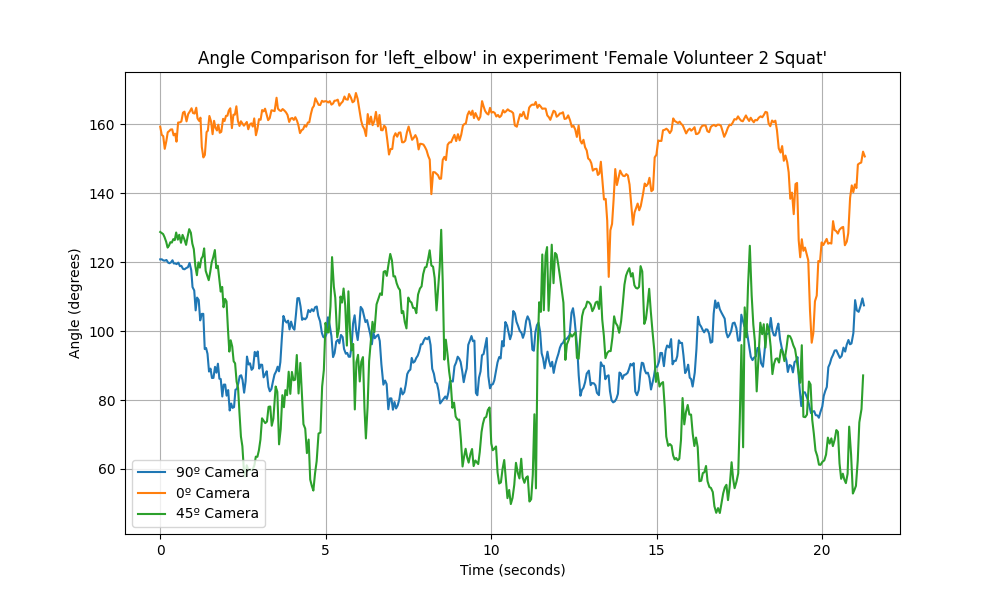 Angle Comparison for 'left_elbow' in experiment 'Female Volunteer 2 Squat'
Angle (degrees)
160
140
120
100
80
60
90º Camera
0º Camera
45º Camera
0 5 10 15 20
Time (seconds)